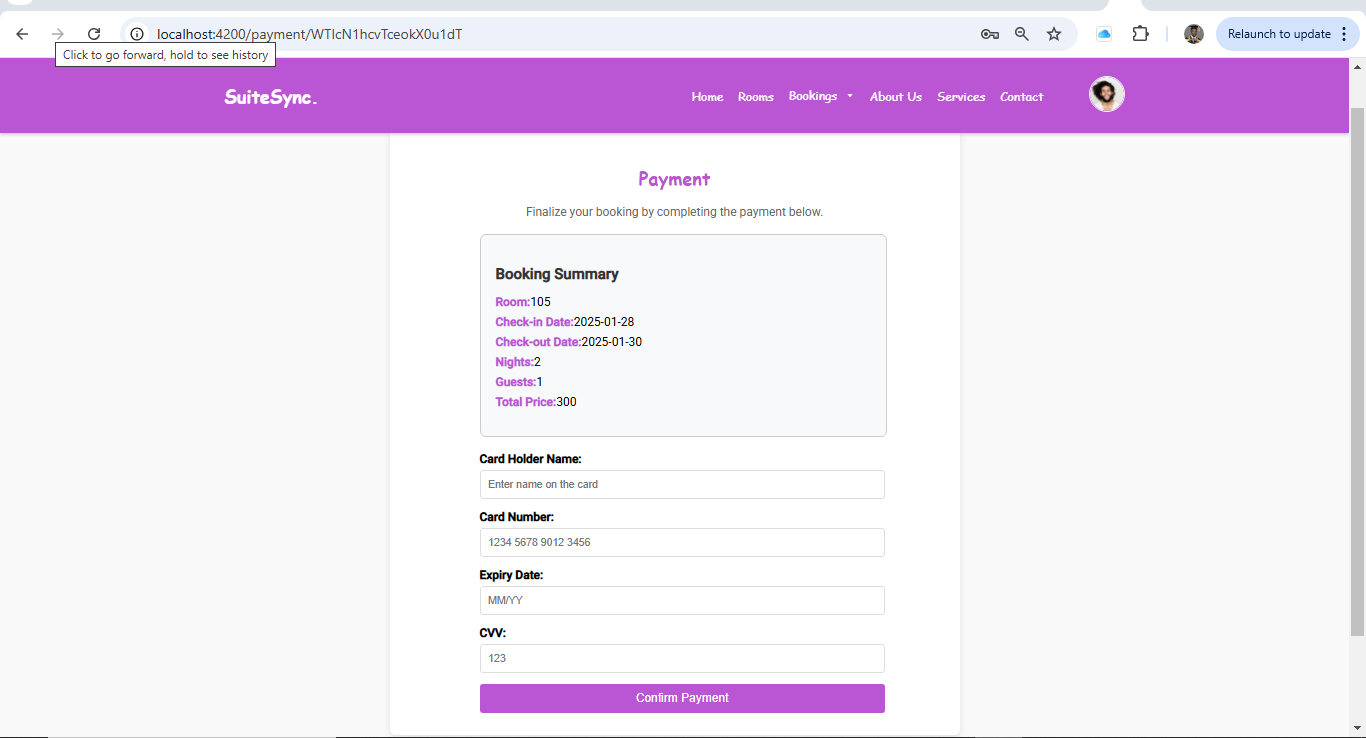 localhost:4200/payment/WTlcN1hcvTceokX0u1dT
Relaunch to update
Click to go forward, hold to see history
SuiteSync.
Home Rooms Bookings About Us Services Contact
Payment
Finalize your booking by completing the payment below.
Booking Summary
Room:105
Check-in Date:2025-01-28
Check-out Date:2025-01-30
Nights:2
Guests:1
Total Price:300
Card Holder Name:
Enter name on the card
Card Number:
1234 5678 9012 3456
Expiry Date:
MM/YY
CVV:
123
Confirm Payment